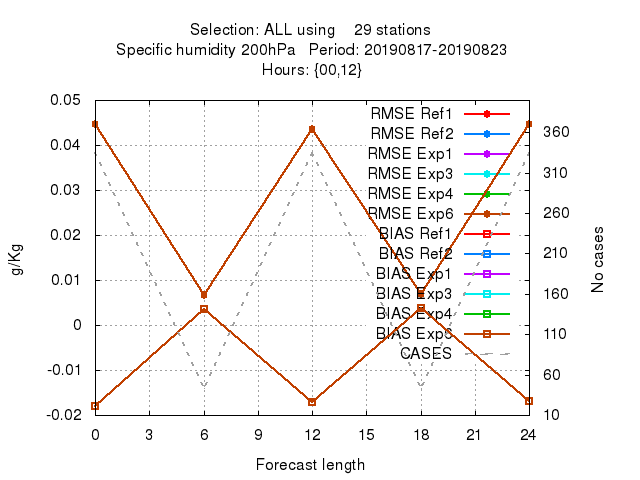 Selection: ALL using 29 stations
Specific humidity 200hPa Period: 20190817-20190823
Hours: {00,12}
0.05
0.04
0.03
0.02
0.01
0
-0.01
-0.02
g/Kg
RMSE Ref1
RMSE Ref2
RMSE Exp1
RMSE Exp3
RMSE Exp4
RMSE Exp6
BIAS Ref1
BIAS Ref2
BIAS Exp1
BIAS Exp3
BIAS Exp4
BIAS Exp6
CASES
360
310
260
210
160
110
60
10
No cases
0 3 6 9 12 15 18 21 24
Forecast length